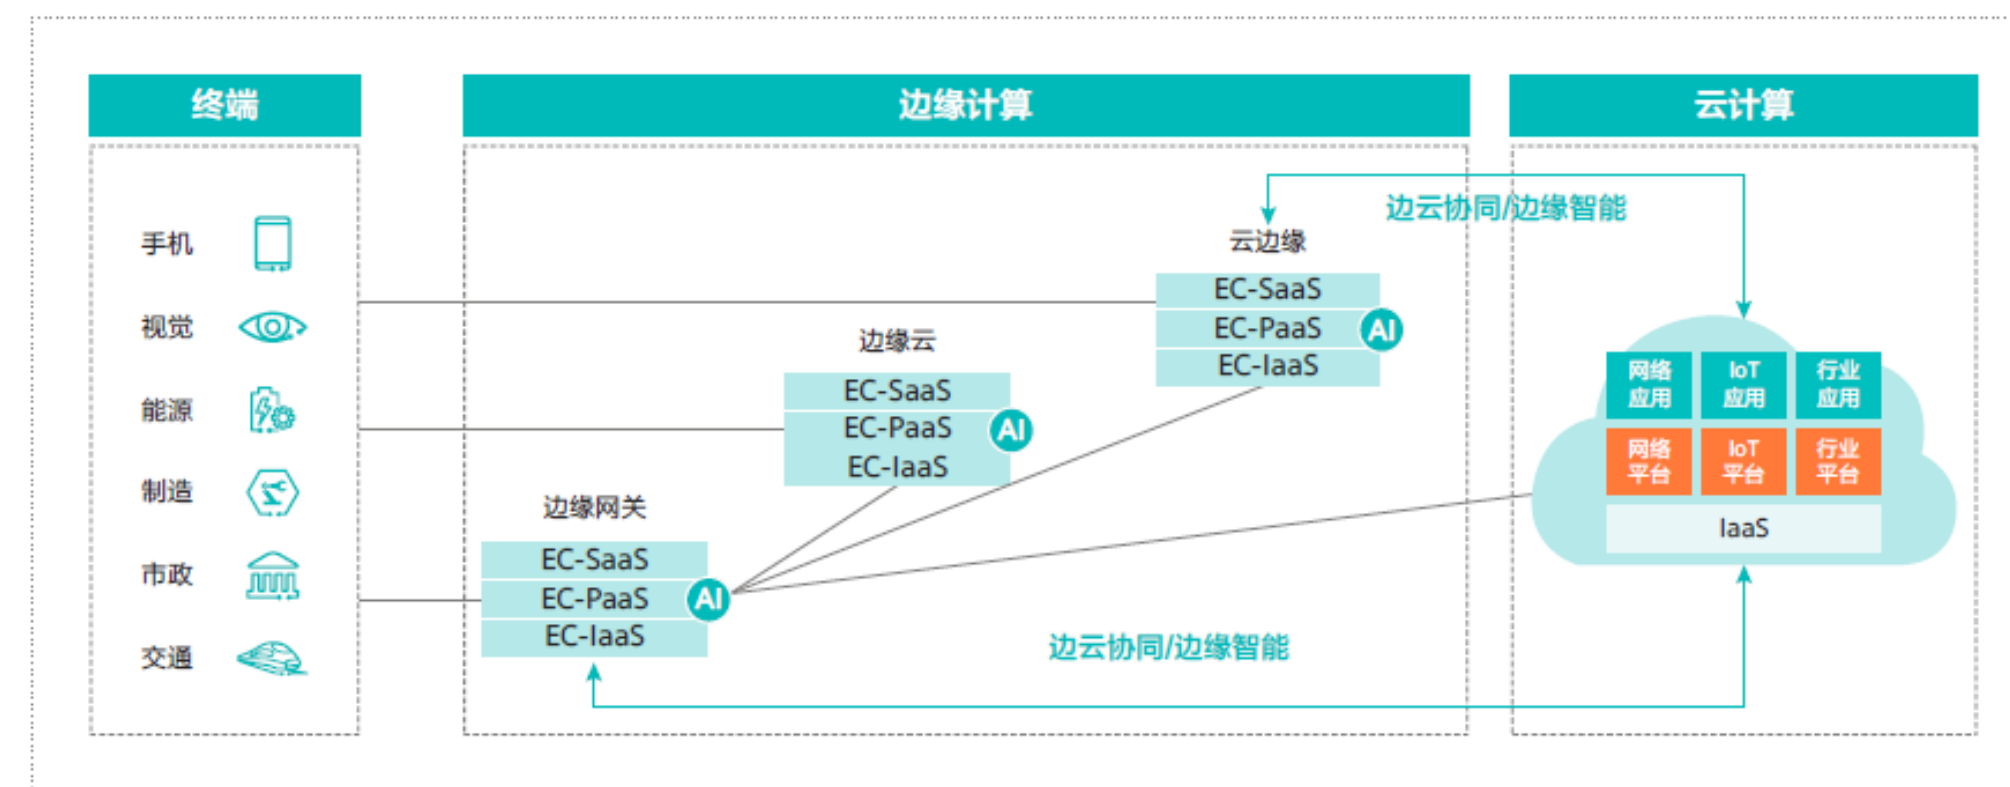 终端
边缘计算
云计算
手机
视觉
能源
制造
市政
交通
边缘网关
EC-SaaS
EC-PaaS
EC-IaaS
AI
边缘云
EC-SaaS
EC-PaaS
EC-IaaS
AI
云边缘
EC-SaaS
EC-PaaS
EC-IaaS
AI
边云协同/边缘智能
边云协同/边缘智能
网络
应用
IoT
应用
行业
应用
网络
平台
IoT
平台
行业
平台
IaaS